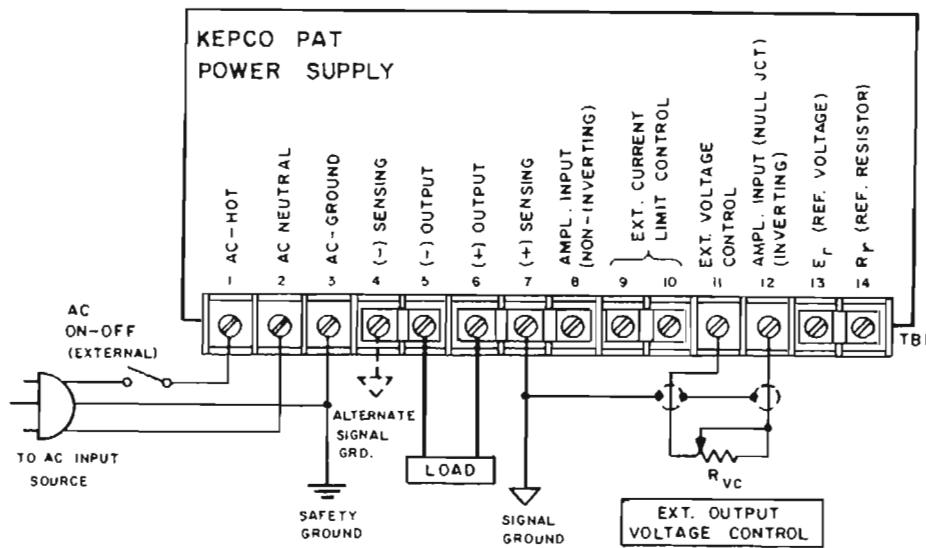 KEPCO PAT
POWER SUPPLY
AC-HOT
AC NEUTRAL
AC-GROUND
(-) SENSING
(-) OUTPUT
(+) OUTPUT
(+) SENSING
AMPL. INPUT
(NON-INVERTING)
EXT. CURRENT
LIMIT CONTROL
EXT. VOLTAGE
CONTROL
AMPL. INPUT (NULL JCT)
(INVERTING)
Er (REF. VOLTAGE)
Rr (REF. RESISTOR)
1 2 3 4 5 6 7 8 9 10 11 12 13 14
AC
ON-OFF
(EXTERNAL)
TO AC INPUT
SOURCE
SAFETY
GROUND
ALTERNATE
SIGNAL
GRD.
LOAD
SIGNAL
GROUND
RVC
EXT. OUTPUT
VOLTAGE CONTROL